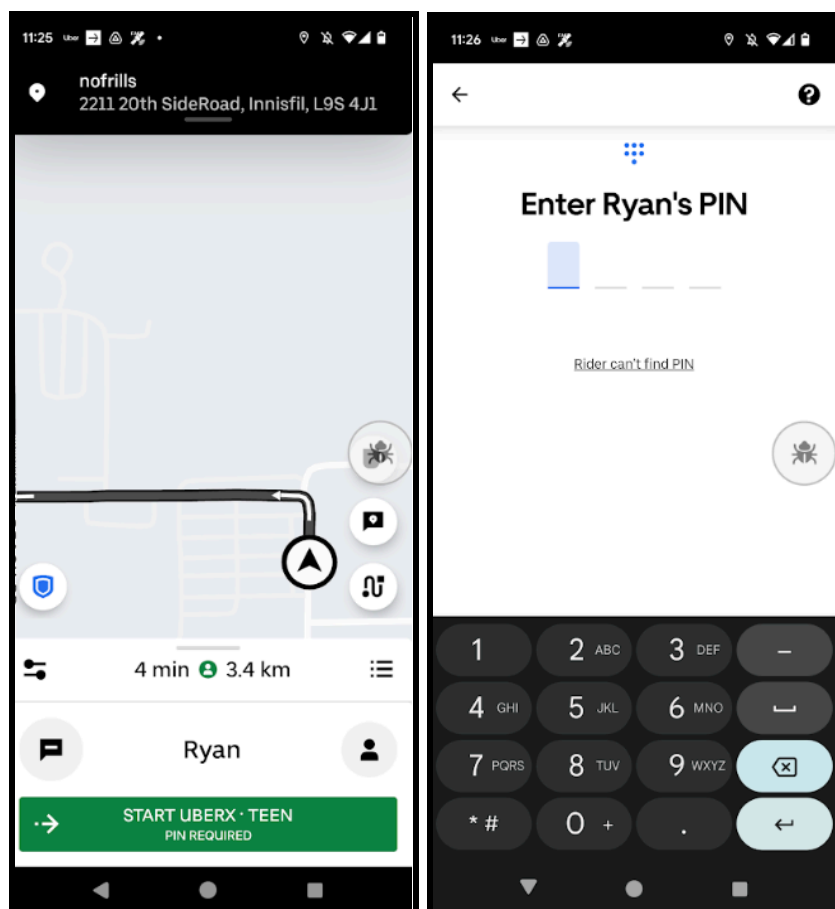 11:25 Uber
nofrills
2211 20th SideRoad, Innisfil, L9S 4J1
4 min 3.4 km
Ryan
START UBERX · TEEN
PIN REQUIRED
11:26 Uber
Enter Ryan's PIN
Rider can't find PIN
1 2 ABC 3 DEF –
4 GHI 5 JKL 6 MNO
7 PQRS 8 TUV 9 WXYZ
* # 0 + .